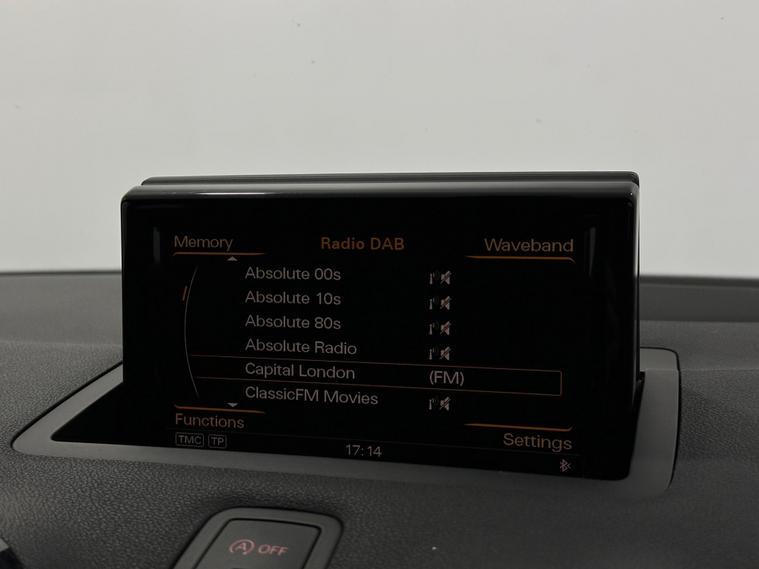 Memory Radio DAB Waveband
Absolute 00s
Absolute 10s
Absolute 80s
Absolute Radio
Capital London (FM)
ClassicFM Movies
Functions Settings
TMC TP 17:14
A OFF